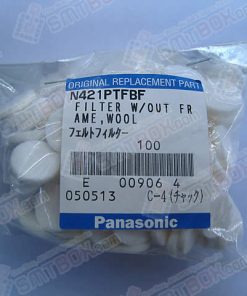 ORIGINAL REPLACEMENT PART
N421PTFBF
FILTER W/OUT FR
AME,WOOL
フェルトフィルター
100
E 00906 4
050513 C-4(チャック)
Panasonic